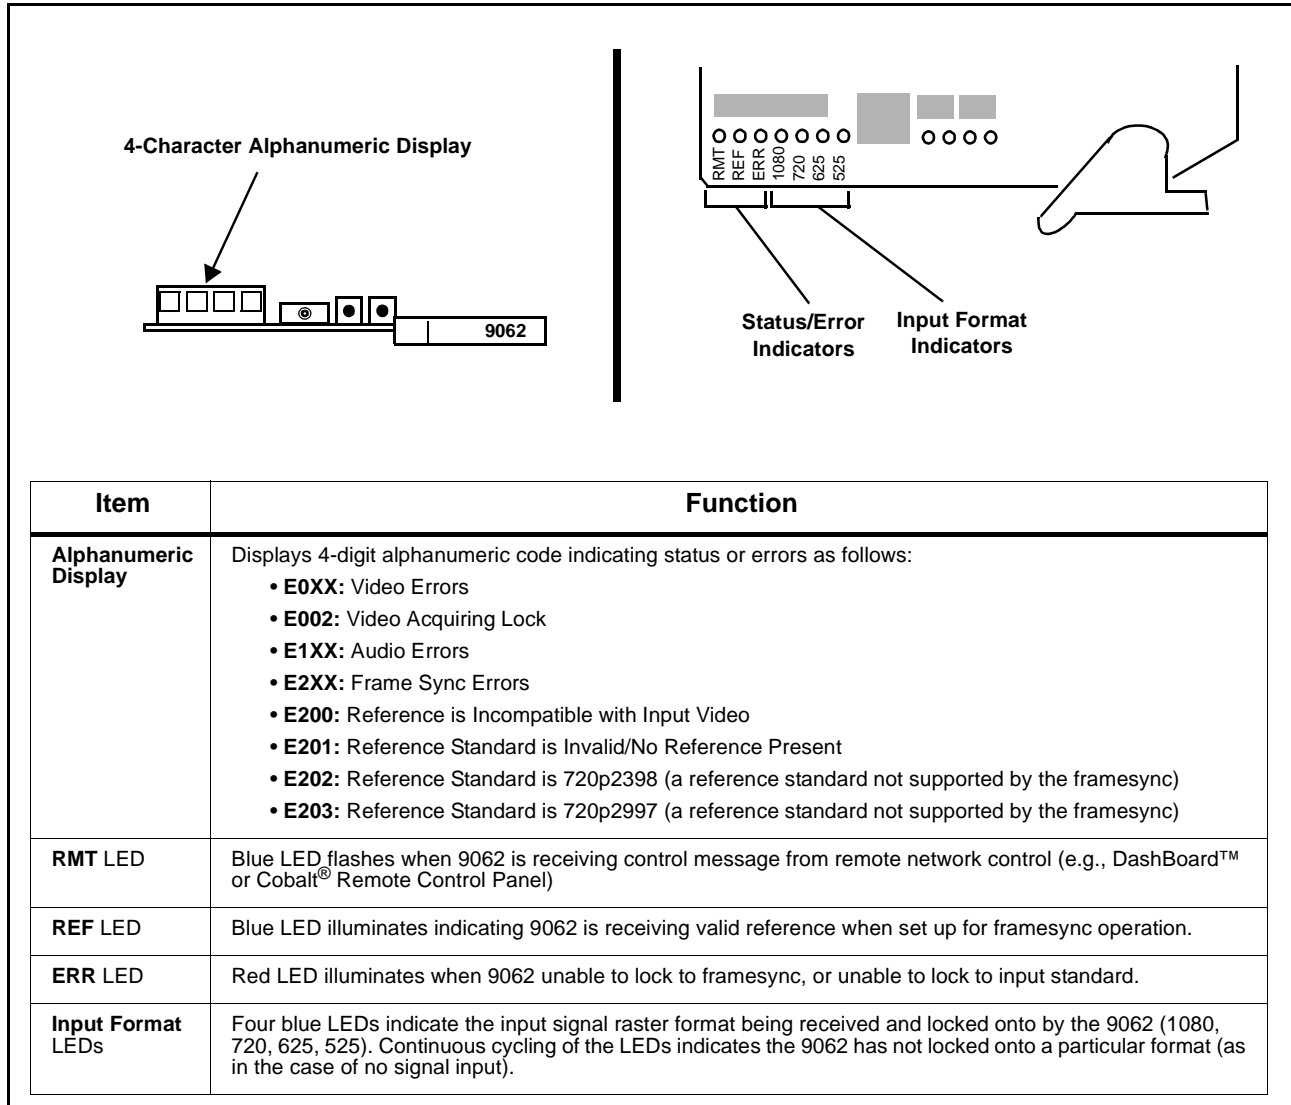 4-Character Alphanumeric Display
9062
RMT
REF
ERR
1080
720
625
525
Status/Error
Indicators
Input Format
Indicators
Item
Function
Alphanumeric
Display
Displays 4-digit alphanumeric code indicating status or errors as follows:
• E0XX: Video Errors
• E002: Video Acquiring Lock
• E1XX: Audio Errors
• E2XX: Frame Sync Errors
• E200: Reference is Incompatible with Input Video
• E201: Reference Standard is Invalid/No Reference Present
• E202: Reference Standard is 720p2398 (a reference standard not supported by the framesync)
• E203: Reference Standard is 720p2997 (a reference standard not supported by the framesync)
RMT LED
Blue LED flashes when 9062 is receiving control message from remote network control (e.g., DashBoard™
or Cobalt® Remote Control Panel)
REF LED
Blue LED illuminates indicating 9062 is receiving valid reference when set up for framesync operation.
ERR LED
Red LED illuminates when 9062 unable to lock to framesync, or unable to lock to input standard.
Input Format
LEDs
Four blue LEDs indicate the input signal raster format being received and locked onto by the 9062 (1080,
720, 625, 525). Continuous cycling of the LEDs indicates the 9062 has not locked onto a particular format (as
in the case of no signal input).